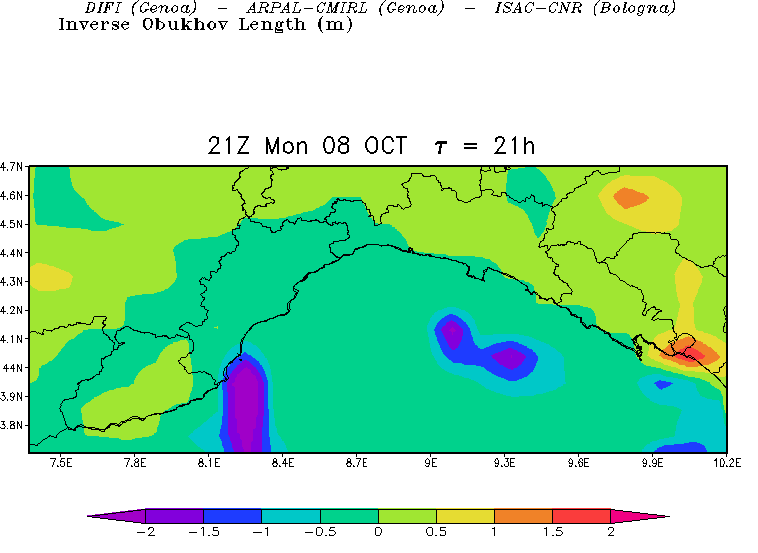 DIFI (Genoa) – ARPAL-CMIRL (Genoa) – ISAC-CNR (Bologna)
Inverse Obukhov Length (m)
21Z Mon 08 OCT τ = 21h
4.7N
4.6N
4.5N
4.4N
4.3N
4.2N
4.1N
44N
3.9N
3.8N
7.5E 7.8E 8.1E 8.4E 8.7E 9E 9.3E 9.6E 9.9E 10.2E
−2 −1.5 −1 −0.5 0 0.5 1 1.5 2